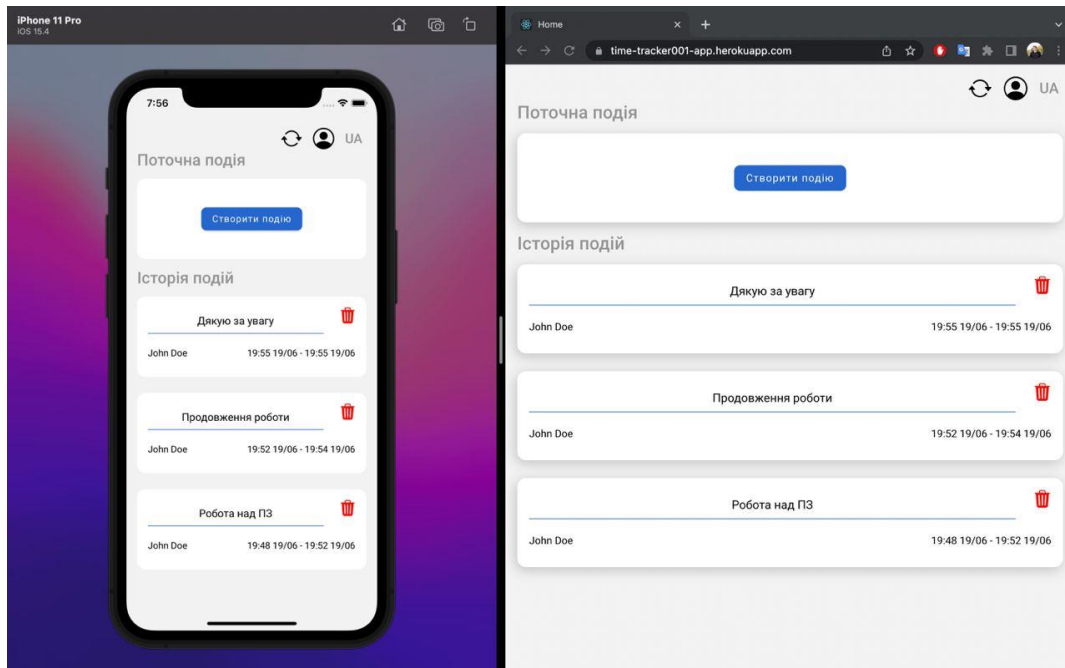 iPhone 11 Pro
iOS 15.4
7:56
UA
Поточна подія
Створити подію
Історія подій
Дякую за увагу
John Doe 19:55 19/06 - 19:55 19/06
Продовження роботи
John Doe 19:52 19/06 - 19:54 19/06
Робота над ПЗ
John Doe 19:48 19/06 - 19:52 19/06
Home
time-tracker001-app.herokuapp.com
UA
Поточна подія
Створити подію
Історія подій
Дякую за увагу
John Doe 19:55 19/06 - 19:55 19/06
Продовження роботи
John Doe 19:52 19/06 - 19:54 19/06
Робота над ПЗ
John Doe 19:48 19/06 - 19:52 19/06